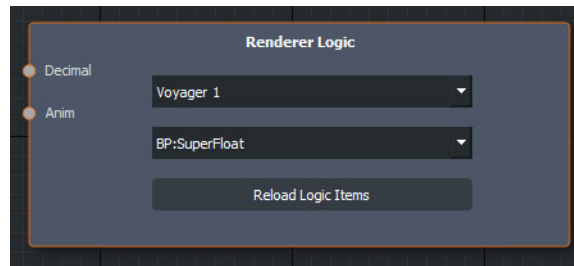 Renderer Logic
Decimal
Voyager 1
Anim
BP:SuperFloat
Reload Logic Items